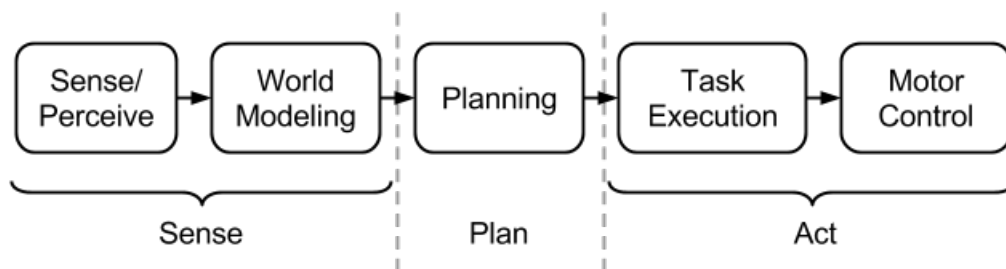 Sense/
Perceive
World
Modeling
Planning
Task
Execution
Motor
Control
Sense
Plan
Act